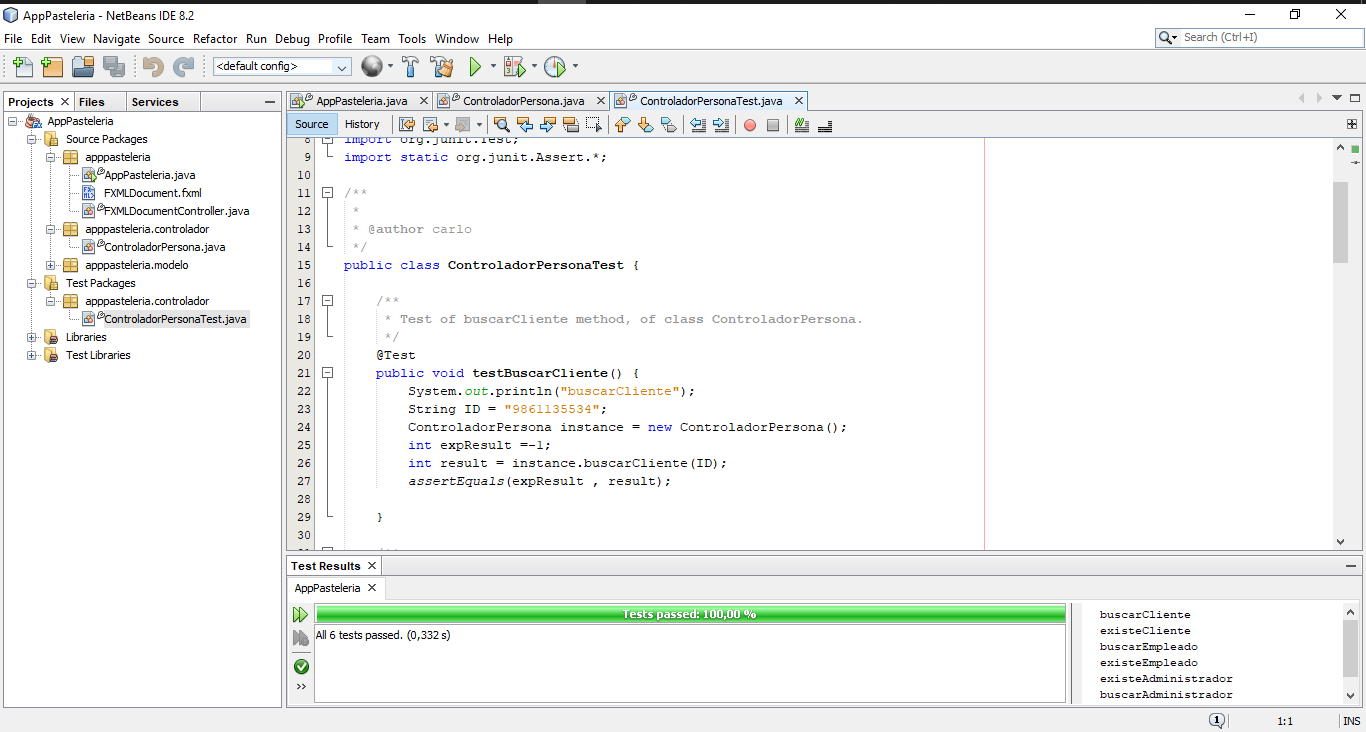 AppPasteleria - NetBeans IDE 8.2
File Edit View Navigate Source Refactor Run Debug Profile Team Tools Window Help
Search (Ctrl+I)
<default config>
Projects Files Services
AppPasteleria
Source Packages
apppasteleria
AppPasteleria.java
FXMLDocument.fxml
FXMLDocumentController.java
apppasteleria.controlador
ControladorPersona.java
apppasteleria.modelo
Test Packages
apppasteleria.controlador
ControladorPersonaTest.java
Libraries
Test Libraries
AppPasteleria.java ControladorPersona.java ControladorPersonaTest.java
Source History
8 import org.junit.Test;
9 import static org.junit.Assert.*;
10
11 /**
12 *
13 * @author carlo
14 */
15 public class ControladorPersonaTest {
16
17 /**
18 * Test of buscarCliente method, of class ControladorPersona.
19 */
20 @Test
21 public void testBuscarCliente() {
22 System.out.println("buscarCliente");
23 String ID = "9861135534";
24 ControladorPersona instance = new ControladorPersona();
25 int expResult =-1;
26 int result = instance.buscarCliente(ID);
27 assertEquals(expResult , result);
28
29 }
30
Test Results
AppPasteleria
Tests passed: 100,00 %
All 6 tests passed. (0,332 s)
buscarCliente
existeCliente
buscarEmpleado
existeEmpleado
existeAdministrador
buscarAdministrador
1 1:1 INS